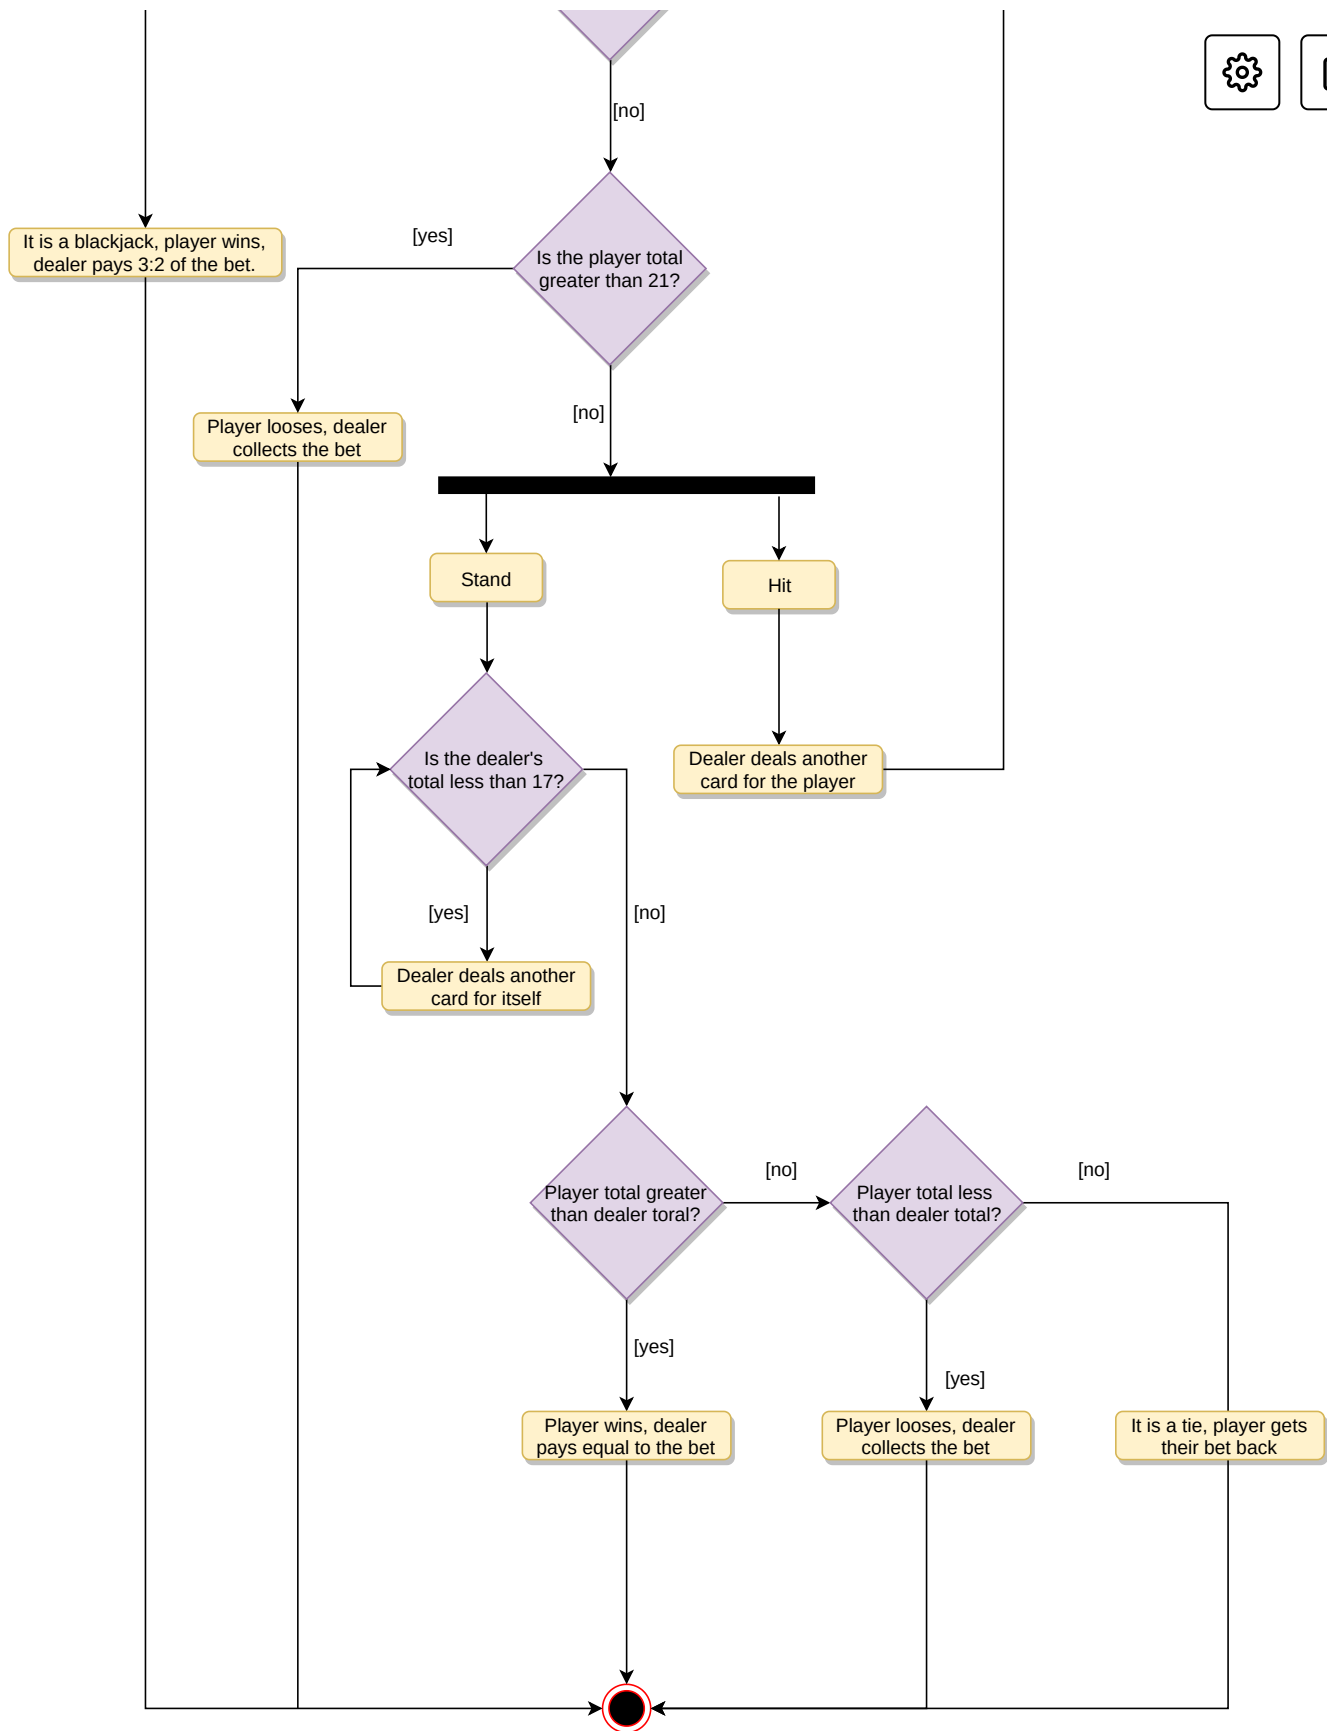 [no]
It is a blackjack, player wins,
dealer pays 3:2 of the bet.
[yes]
Is the player total
greater than 21?
Player looses, dealer
collects the bet
[no]
Stand
Hit
Is the dealer's
total less than 17?
Dealer deals another
card for the player
[yes]
[no]
Dealer deals another
card for itself
Player total greater
than dealer toral?
[no]
Player total less
than dealer total?
[no]
[yes]
[yes]
Player wins, dealer
pays equal to the bet
Player looses, dealer
collects the bet
It is a tie, player gets
their bet back